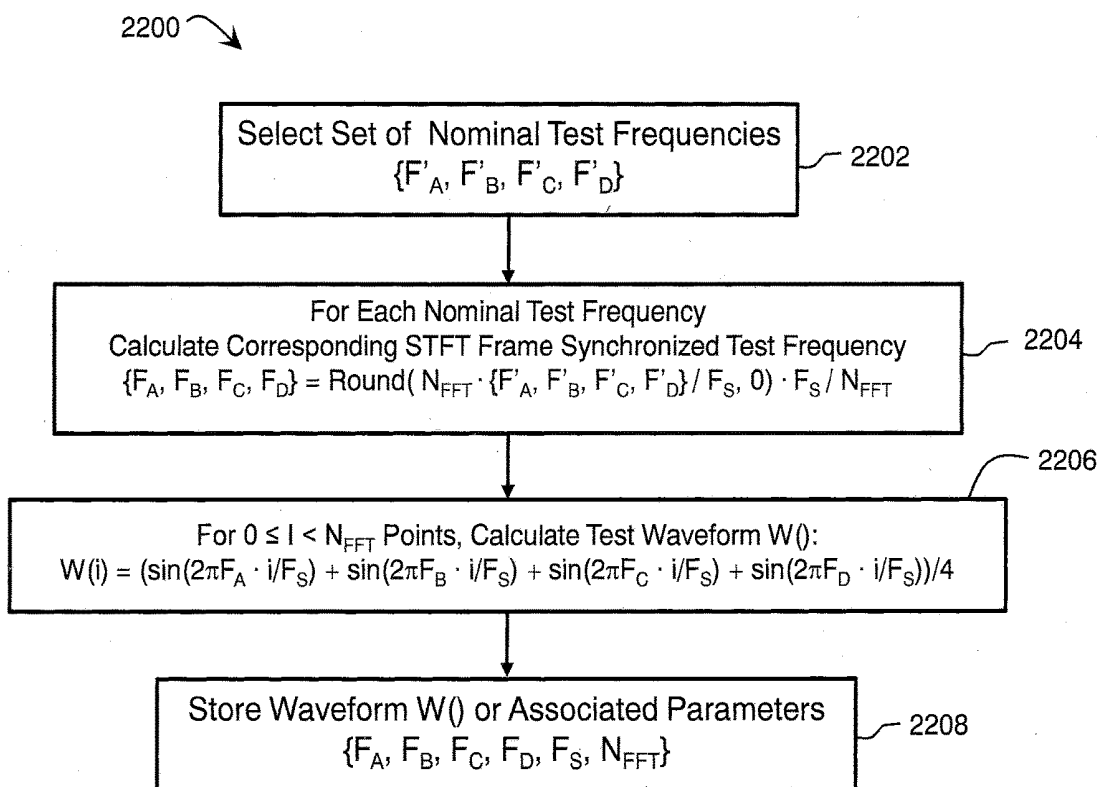 2200
Select Set of Nominal Test Frequencies
{F'A, F'B, F'C, F'D}
2202
For Each Nominal Test Frequency
Calculate Corresponding STFT Frame Synchronized Test Frequency
{FA, FB, FC, FD} = Round( NFFT · {F'A, F'B, F'C, F'D} / FS, 0) · FS / NFFT
2204
2206
For 0 ≤ I < NFFT Points, Calculate Test Waveform W():
W(i) = (sin(2πFA · i/FS) + sin(2πFB · i/FS) + sin(2πFC · i/FS) + sin(2πFD · i/FS))/4
Store Waveform W() or Associated Parameters
{FA, FB, FC, FD, FS, NFFT}
2208